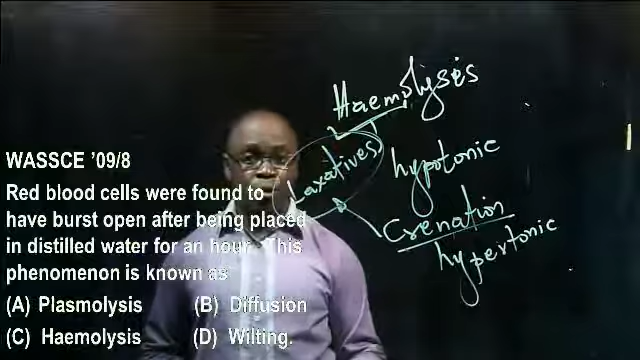 WASSCE '09/8
Red blood cells were found to
have burst open after being placed
in distilled water for an hour. This
phenomenon is known as
(A) Plasmolysis (B) Diffusion
(C) Haemolysis (D) Wilting.
Haemolysis
Laxatives
hypotonic
Crenation
hypertonic